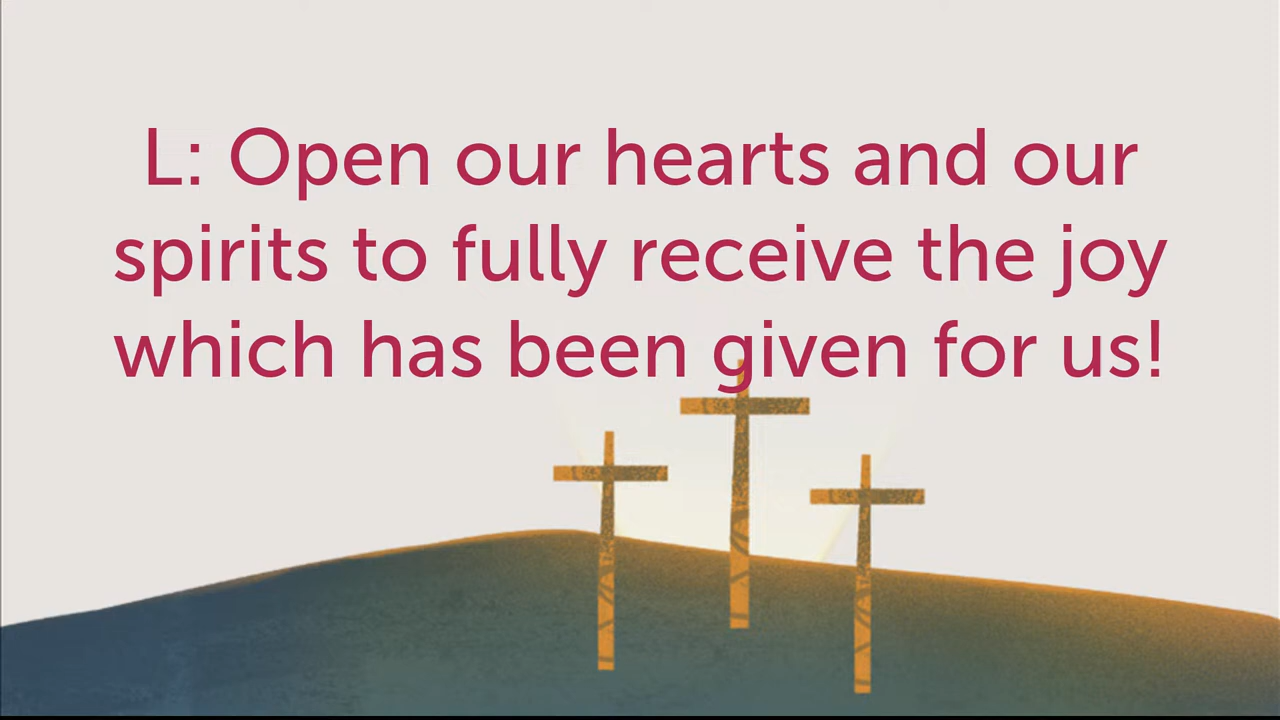 L: Open our hearts and our
spirits to fully receive the joy
which has been given for us!